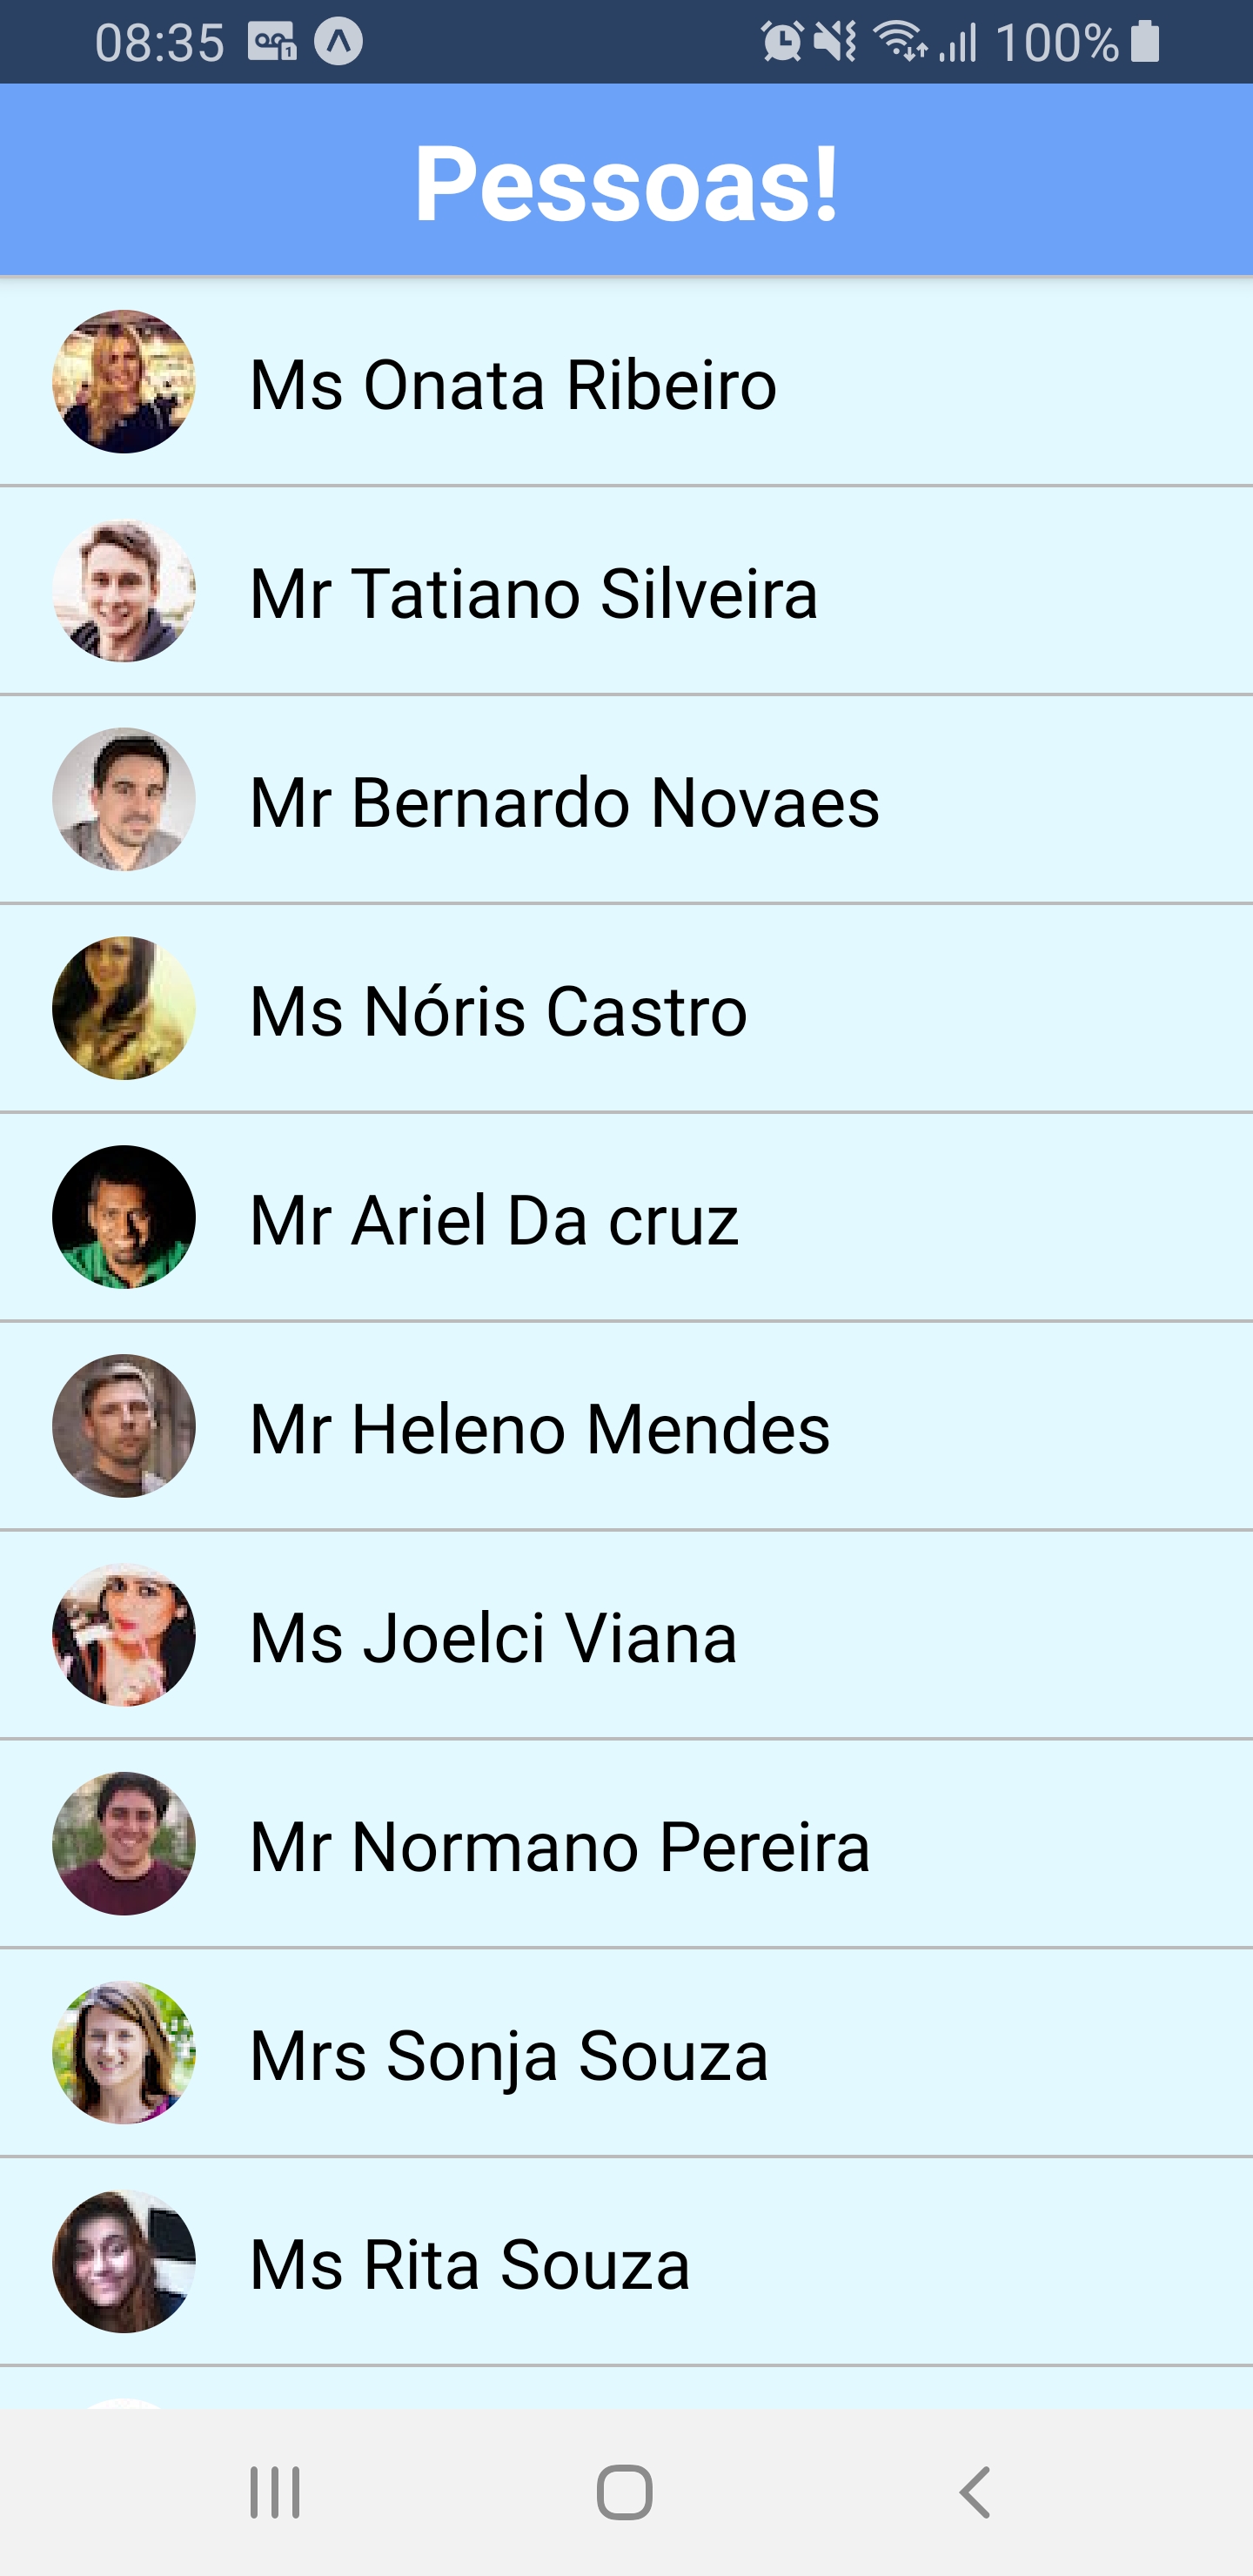 08:35 1 100%
Pessoas!
Ms Onata Ribeiro
Mr Tatiano Silveira
Mr Bernardo Novaes
Ms Nóris Castro
Mr Ariel Da cruz
Mr Heleno Mendes
Ms Joelci Viana
Mr Normano Pereira
Mrs Sonja Souza
Ms Rita Souza